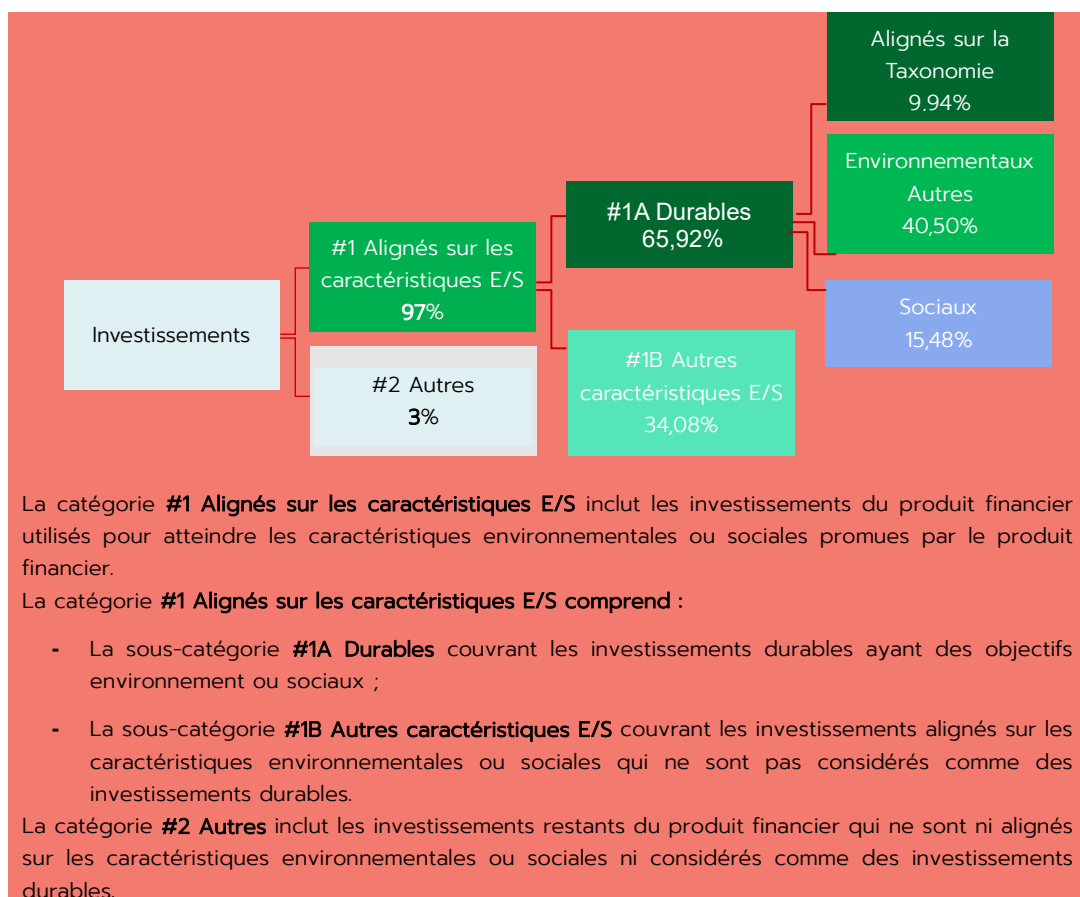 Alignés sur la
Taxonomie
9.94%
Environnementaux
Autres
40,50%
#1A Durables
65,92%
#1 Alignés sur les
caractéristiques E/S
97%
Sociaux
15,48%
Investissements
#1B Autres
caractéristiques E/S
34,08%
#2 Autres
3%
La catégorie #1 Alignés sur les caractéristiques E/S inclut les investissements du produit financier
utilisés pour atteindre les caractéristiques environnementales ou sociales promues par le produit
financier.
La catégorie #1 Alignés sur les caractéristiques E/S comprend :
- La sous-catégorie #1A Durables couvrant les investissements durables ayant des objectifs
environnement ou sociaux ;
- La sous-catégorie #1B Autres caractéristiques E/S couvrant les investissements alignés sur les
caractéristiques environnementales ou sociales qui ne sont pas considérés comme des
investissements durables.
La catégorie #2 Autres inclut les investissements restants du produit financier qui ne sont ni alignés
sur les caractéristiques environnementales ou sociales ni considérés comme des investissements
durables.